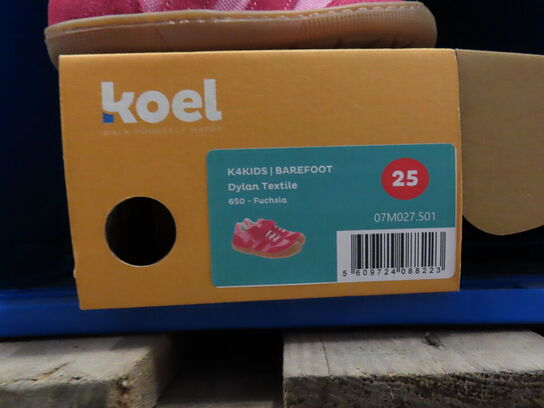 koel
WALK YOURSELF HAPPY
K4KIDS | BAREFOOT
Dylan Textile
650 - Fuchsia
25
07M027.501
5 609724 088223